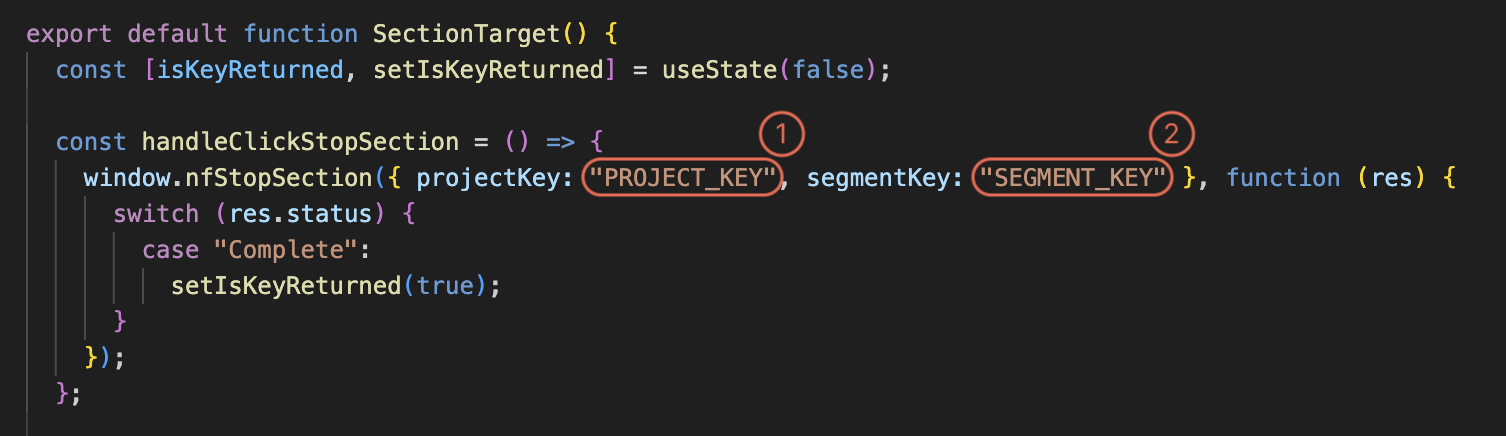 export default function SectionTarget() {
const [isKeyReturned, setIsKeyReturned] = useState(false);
const handleClickStopSection = () => {
1
2
window.nfStopSection({ projectKey: "PROJECT_KEY", segmentKey: "SEGMENT_KEY" }, function (res) {
switch (res.status) {
case "Complete":
setIsKeyReturned(true);
}
});
};